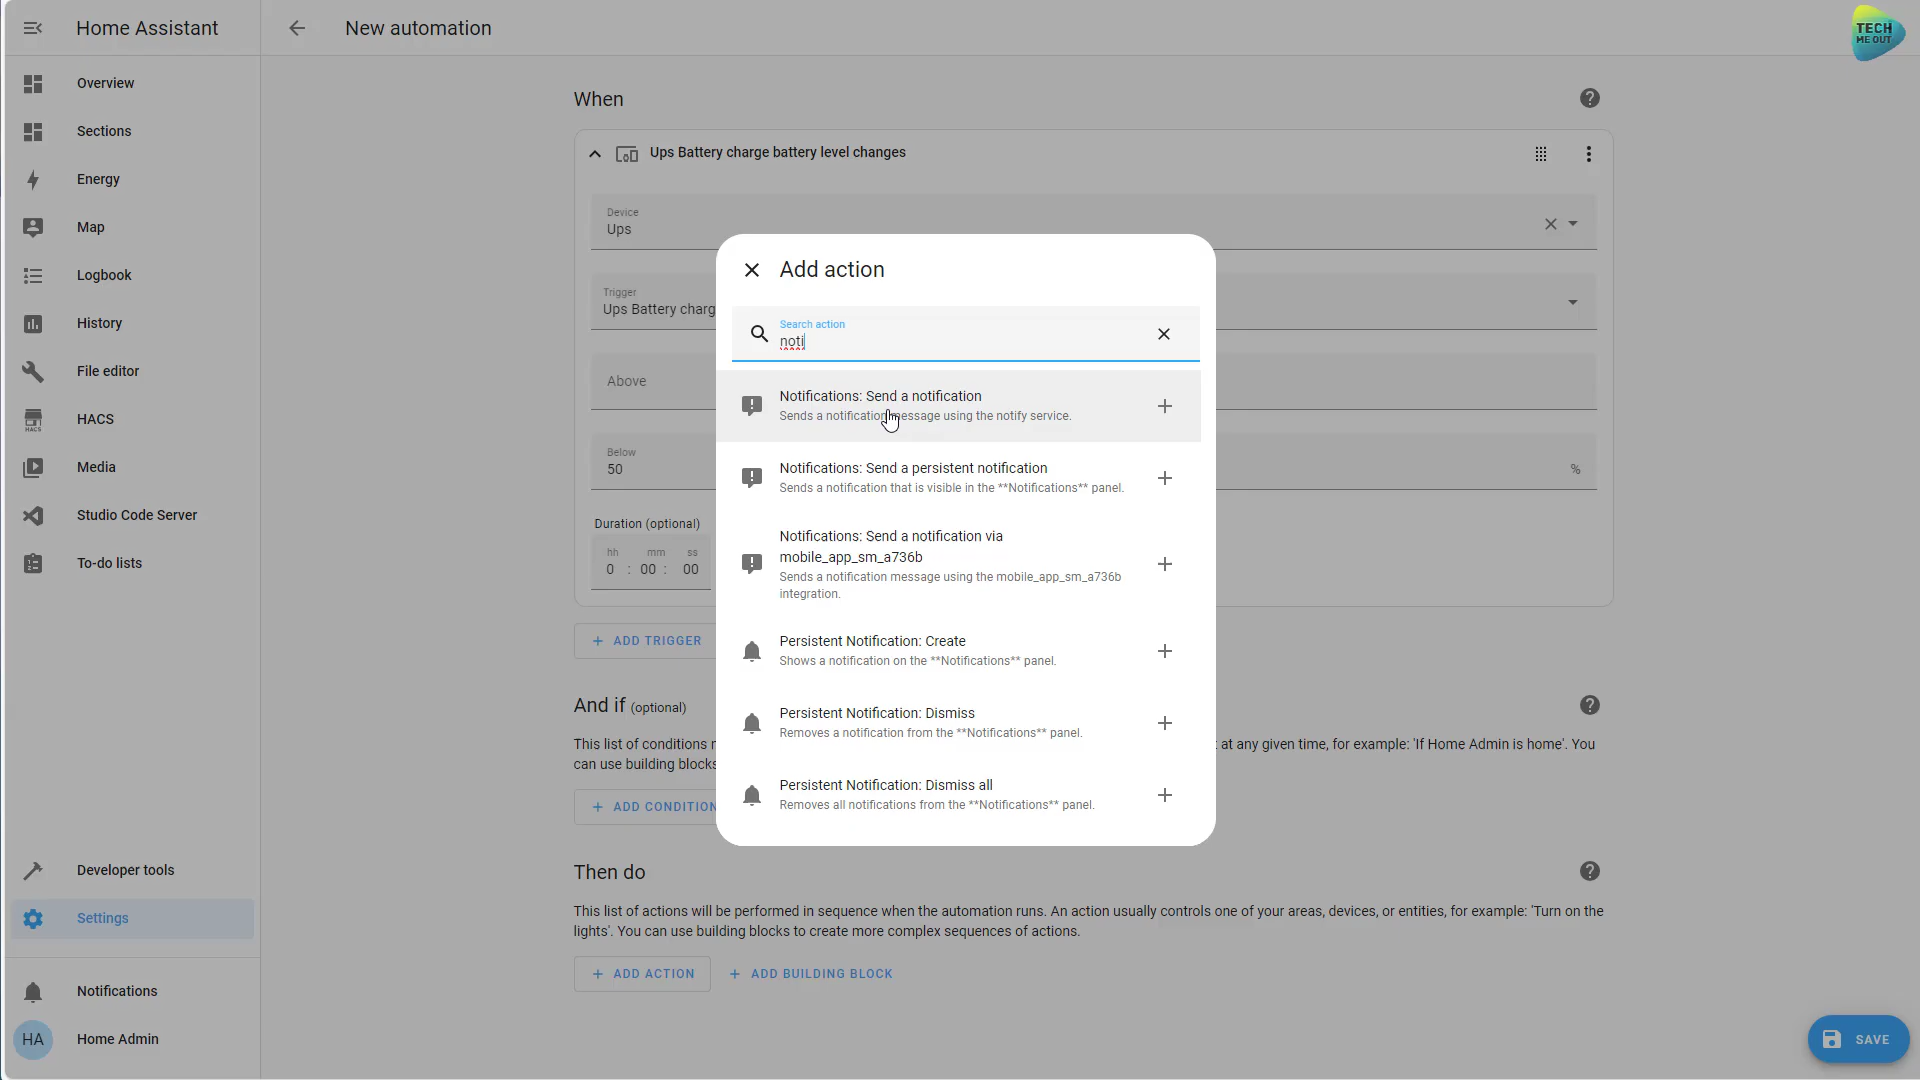 Home Assistant
New automation
TECH
ME OUT
Overview
Sections
Energy
Map
Logbook
History
File editor
HACS
HACS
Media
Studio Code Server
To-do lists
Developer tools
Settings
Notifications
HA
Home Admin
When
Ups Battery charge battery level changes
Device
Ups
Trigger
Ups Battery charg
Above
Below
50
%
Duration (optional)
hh mm ss
0 : 00 : 00
+ ADD TRIGGER
And if (optional)
This list of conditions
at any given time, for example: 'If Home Admin is home'. You
can use building blocks
+ ADD CONDITION
Then do
This list of actions will be performed in sequence when the automation runs. An action usually controls one of your areas, devices, or entities, for example: 'Turn on the
lights'. You can use building blocks to create more complex sequences of actions.
+ ADD ACTION
+ ADD BUILDING BLOCK
Add action
Search action
noti
Notifications: Send a notification
Sends a notification message using the notify service.
Notifications: Send a persistent notification
Sends a notification that is visible in the **Notifications** panel.
Notifications: Send a notification via
mobile_app_sm_a736b
Sends a notification message using the mobile_app_sm_a736b
integration.
Persistent Notification: Create
Shows a notification on the **Notifications** panel.
Persistent Notification: Dismiss
Removes a notification from the **Notifications** panel.
Persistent Notification: Dismiss all
Removes all notifications from the **Notifications** panel.
SAVE